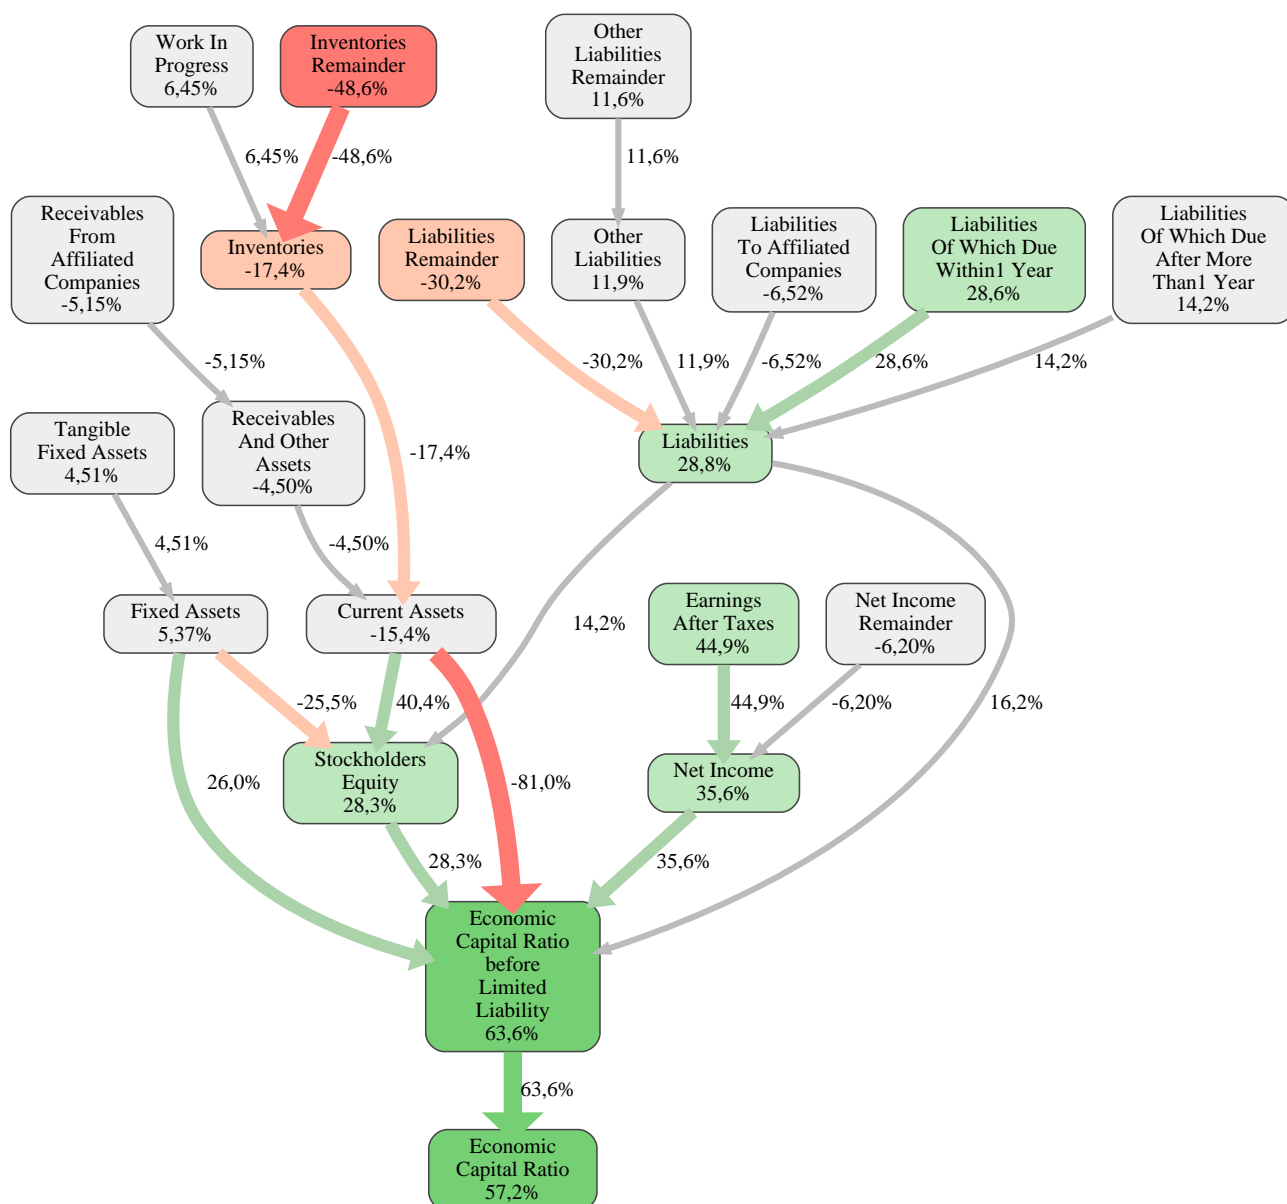 Work In
Progress
6,45%
Inventories
Remainder
-48,6%
Other
Liabilities
Remainder
11,6%
6,45%
-48,6%
11,6%
Receivables
From
Affiliated
Companies
-5,15%
Inventories
-17,4%
Liabilities
Remainder
-30,2%
Other
Liabilities
11,9%
Liabilities
To Affiliated
Companies
-6,52%
Liabilities
Of Which Due
Within1 Year
28,6%
Liabilities
Of Which Due
After More
Than1 Year
14,2%
-5,15%
-30,2%
11,9%
-6,52%
28,6%
14,2%
Tangible
Fixed Assets
4,51%
Receivables
And Other
Assets
-4,50%
-17,4%
Liabilities
28,8%
4,51%
-4,50%
Fixed Assets
5,37%
Current Assets
-15,4%
14,2%
Earnings
After Taxes
44,9%
Net Income
Remainder
-6,20%
-25,5%
40,4%
44,9%
-6,20%
16,2%
26,0%
Stockholders
Equity
28,3%
-81,0%
Net Income
35,6%
28,3%
35,6%
Economic
Capital Ratio
before
Limited
Liability
63,6%
63,6%
Economic
Capital Ratio
57,2%